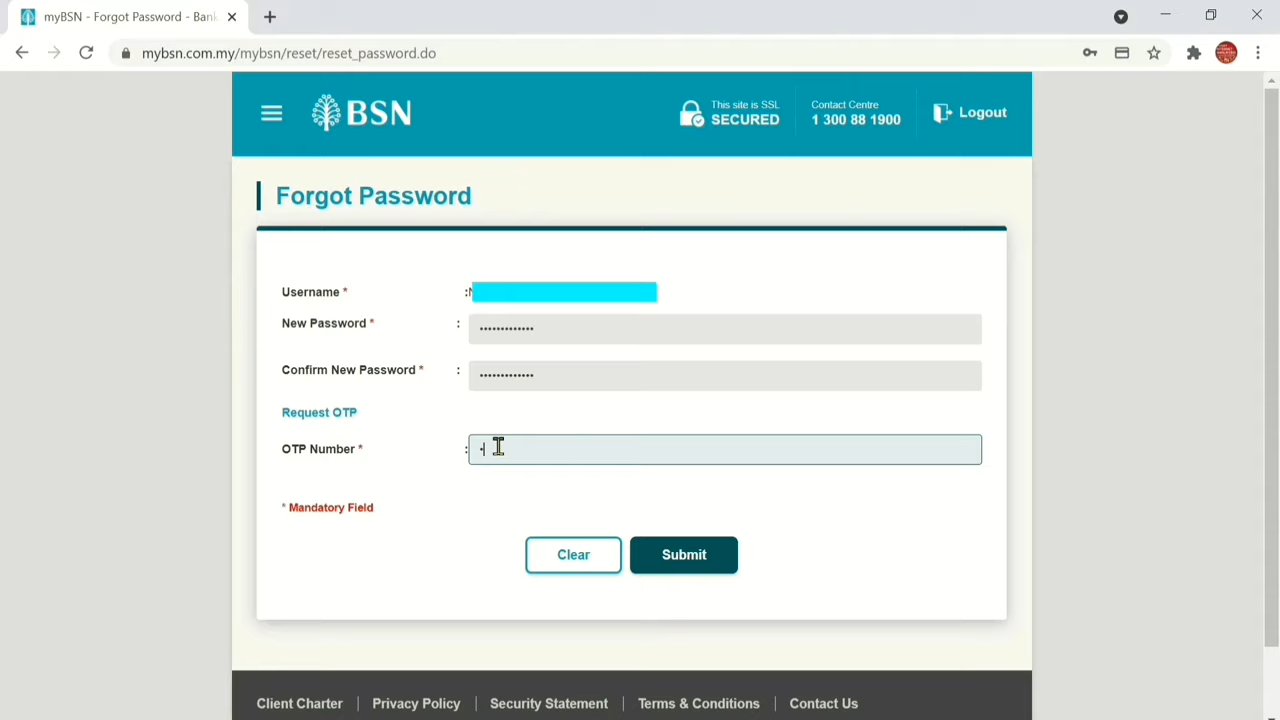 myBSN - Forgot Password - Bank
mybsn.com.my/mybsn/reset/reset_password.do
BSN
This site is SSL
SECURED
Contact Centre
1 300 88 1900
Logout
Forgot Password
Username * :
New Password * : •••••••••••••
Confirm New Password * : •••••••••••••
Request OTP
OTP Number * : •
* Mandatory Field
Clear
Submit
Client Charter | Privacy Policy | Security Statement | Terms & Conditions | Contact Us